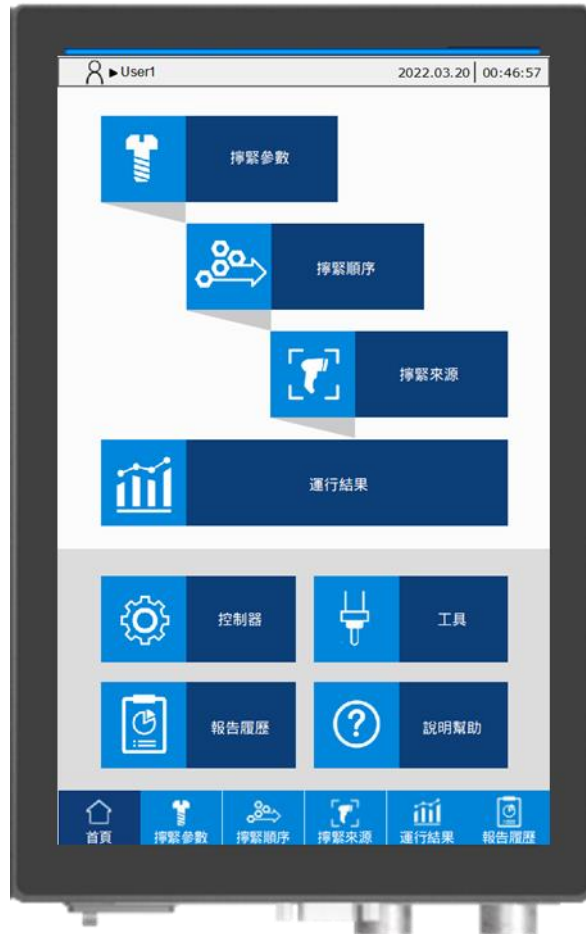 ▶User1 2022.03.20 00:46:57
擰緊參數
擰緊順序
擰緊來源
運行結果
控制器 工具
報告履歷 說明幫助
首頁 擰緊參數 擰緊順序 擰緊來源 運行結果 報告履歷